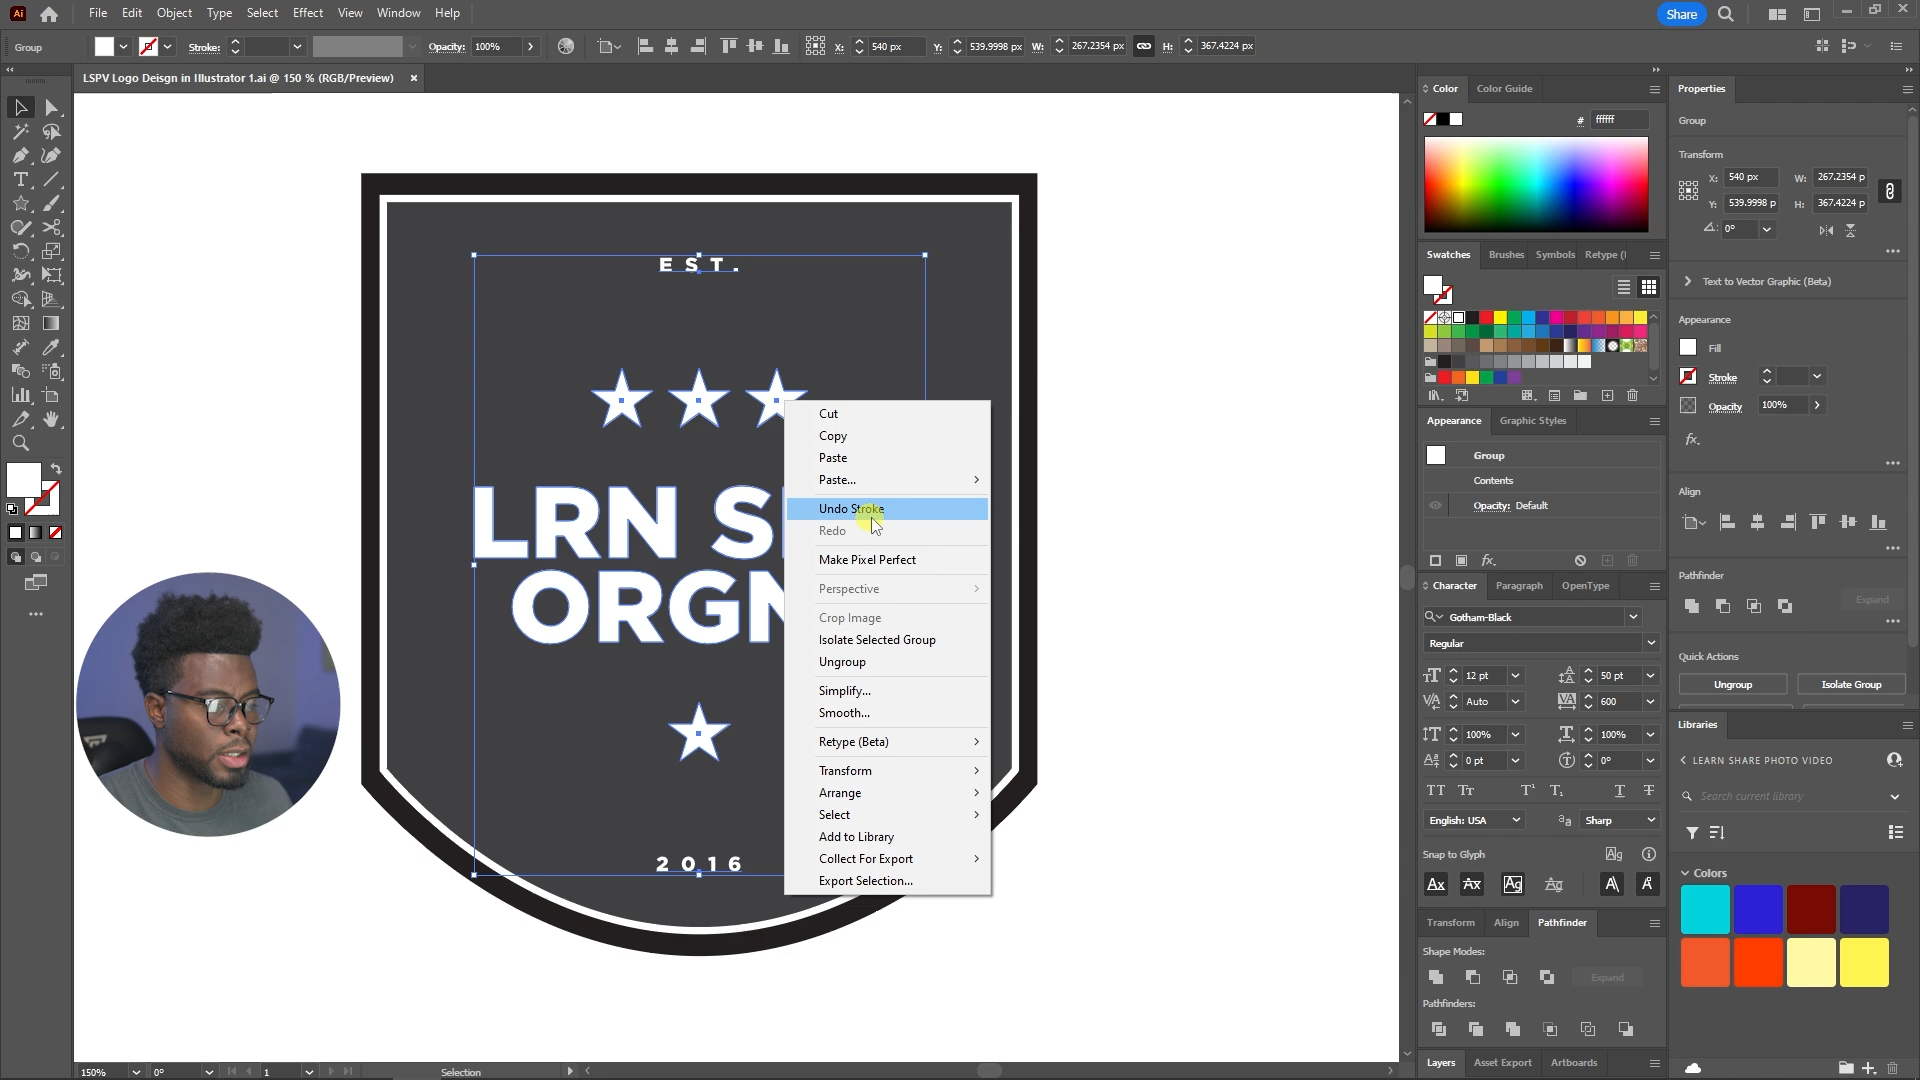 Ai
File Edit Object Type Select Effect View Window Help
Share
Group
Stroke:
Opacity: 100%
X: 540 px
Y: 539.9998 px
W: 267.2354 px
H: 367.4224 px
LSPV Logo Deisgn in Illustrator 1.ai @ 150 % (RGB/Preview)
EST.
LRN S
ORGN
2016
Cut
Copy
Paste
Paste...
Undo Stroke
Redo
Make Pixel Perfect
Perspective
Crop Image
Isolate Selected Group
Ungroup
Simplify...
Smooth...
Retype (Beta)
Transform
Arrange
Select
Add to Library
Collect For Export
Export Selection...
150% 0° 1 Selection
Color Color Guide
# ffffff
Swatches Brushes Symbols Retype (
Appearance Graphic Styles
Group
Contents
Opacity: Default
Character Paragraph OpenType
Gotham-Black
Regular
12 pt 50 pt
Auto 600
100% 100%
0 pt 0°
English: USA Sharp
Snap to Glyph
Transform Align Pathfinder
Shape Modes:
Expand
Pathfinders:
Layers Asset Export Artboards
Properties
Group
Transform
X: 540 px W: 267.2354 p
Y: 539.9998 p H: 367.4224 p
0°
Text to Vector Graphic (Beta)
Appearance
Fill
Stroke
Opacity 100%
fx.
Align
Pathfinder
Expand
Quick Actions
Ungroup Isolate Group
Libraries
LEARN SHARE PHOTO VIDEO
Search current library
Colors